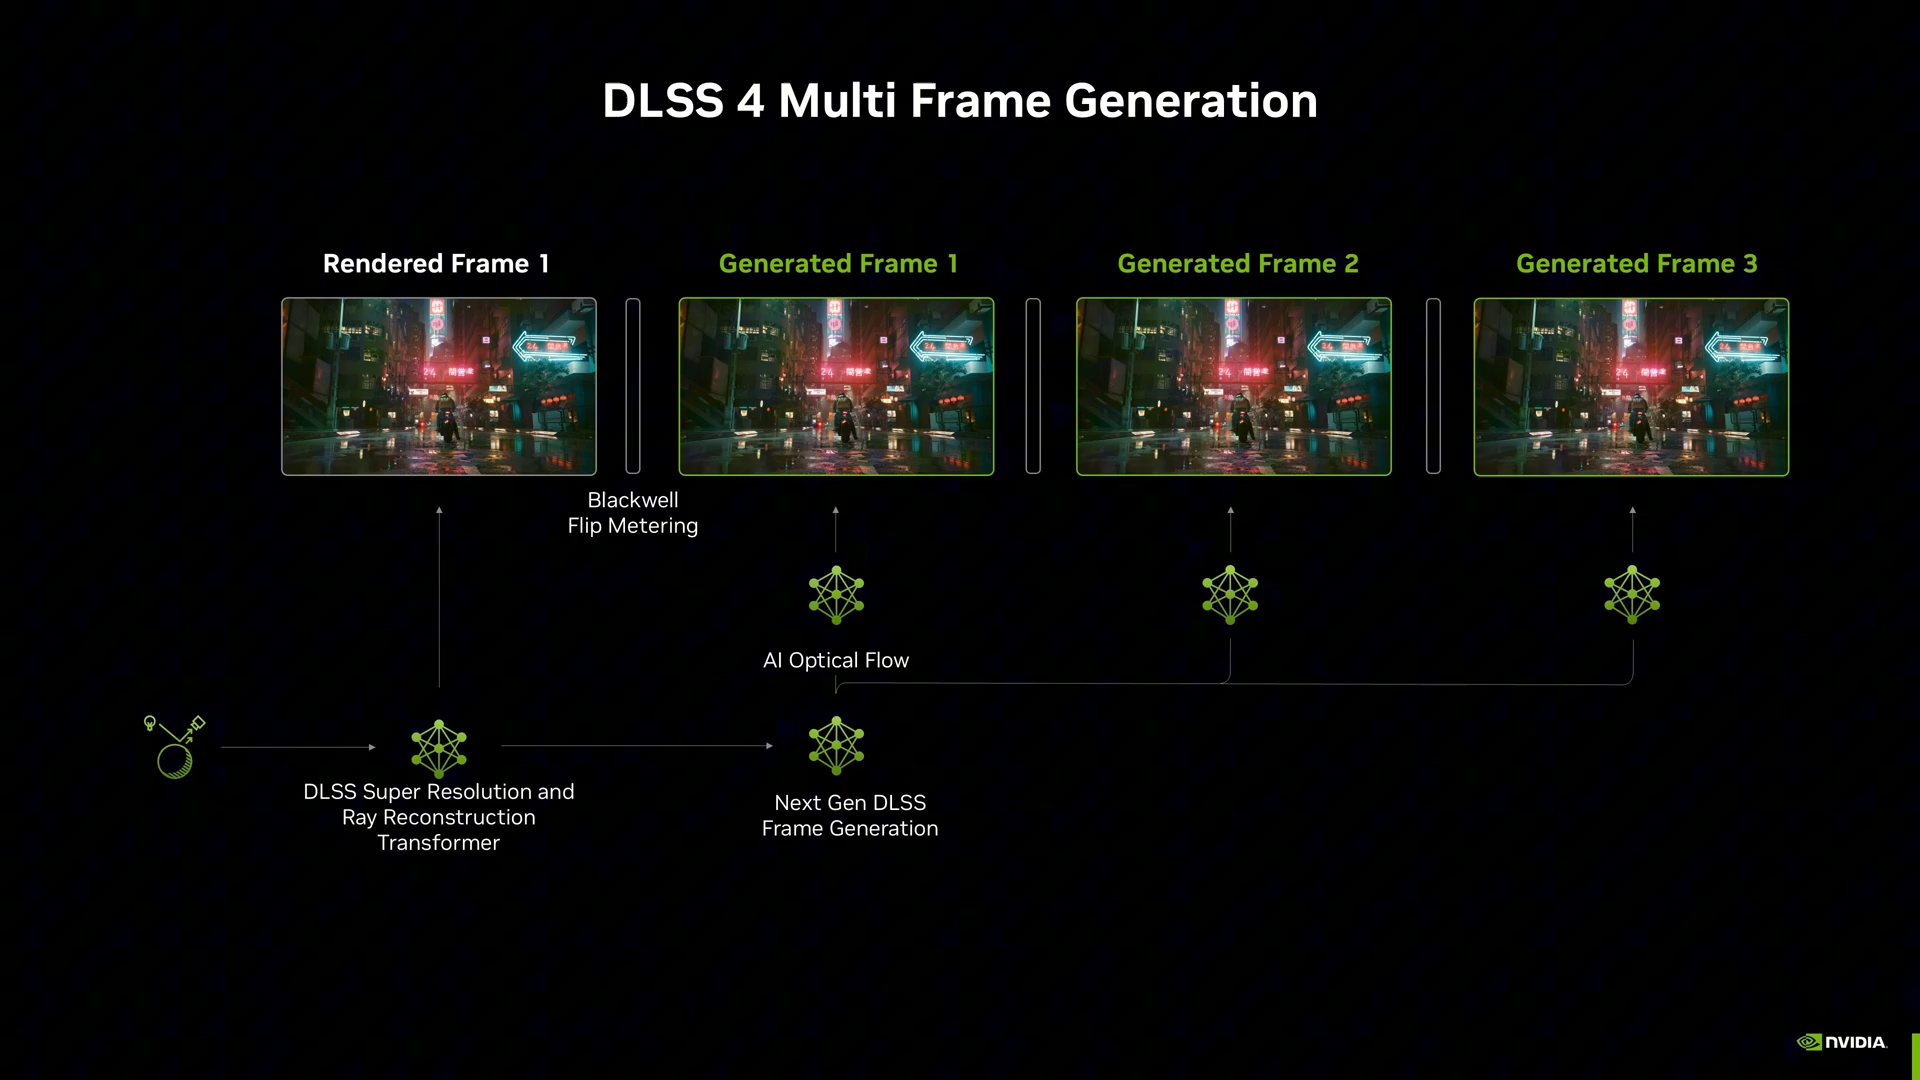 DLSS 4 Multi Frame Generation
Rendered Frame 1
Generated Frame 1
Generated Frame 2
Generated Frame 3
Blackwell
Flip Metering
AI Optical Flow
DLSS Super Resolution and
Ray Reconstruction
Transformer
Next Gen DLSS
Frame Generation
NVIDIA